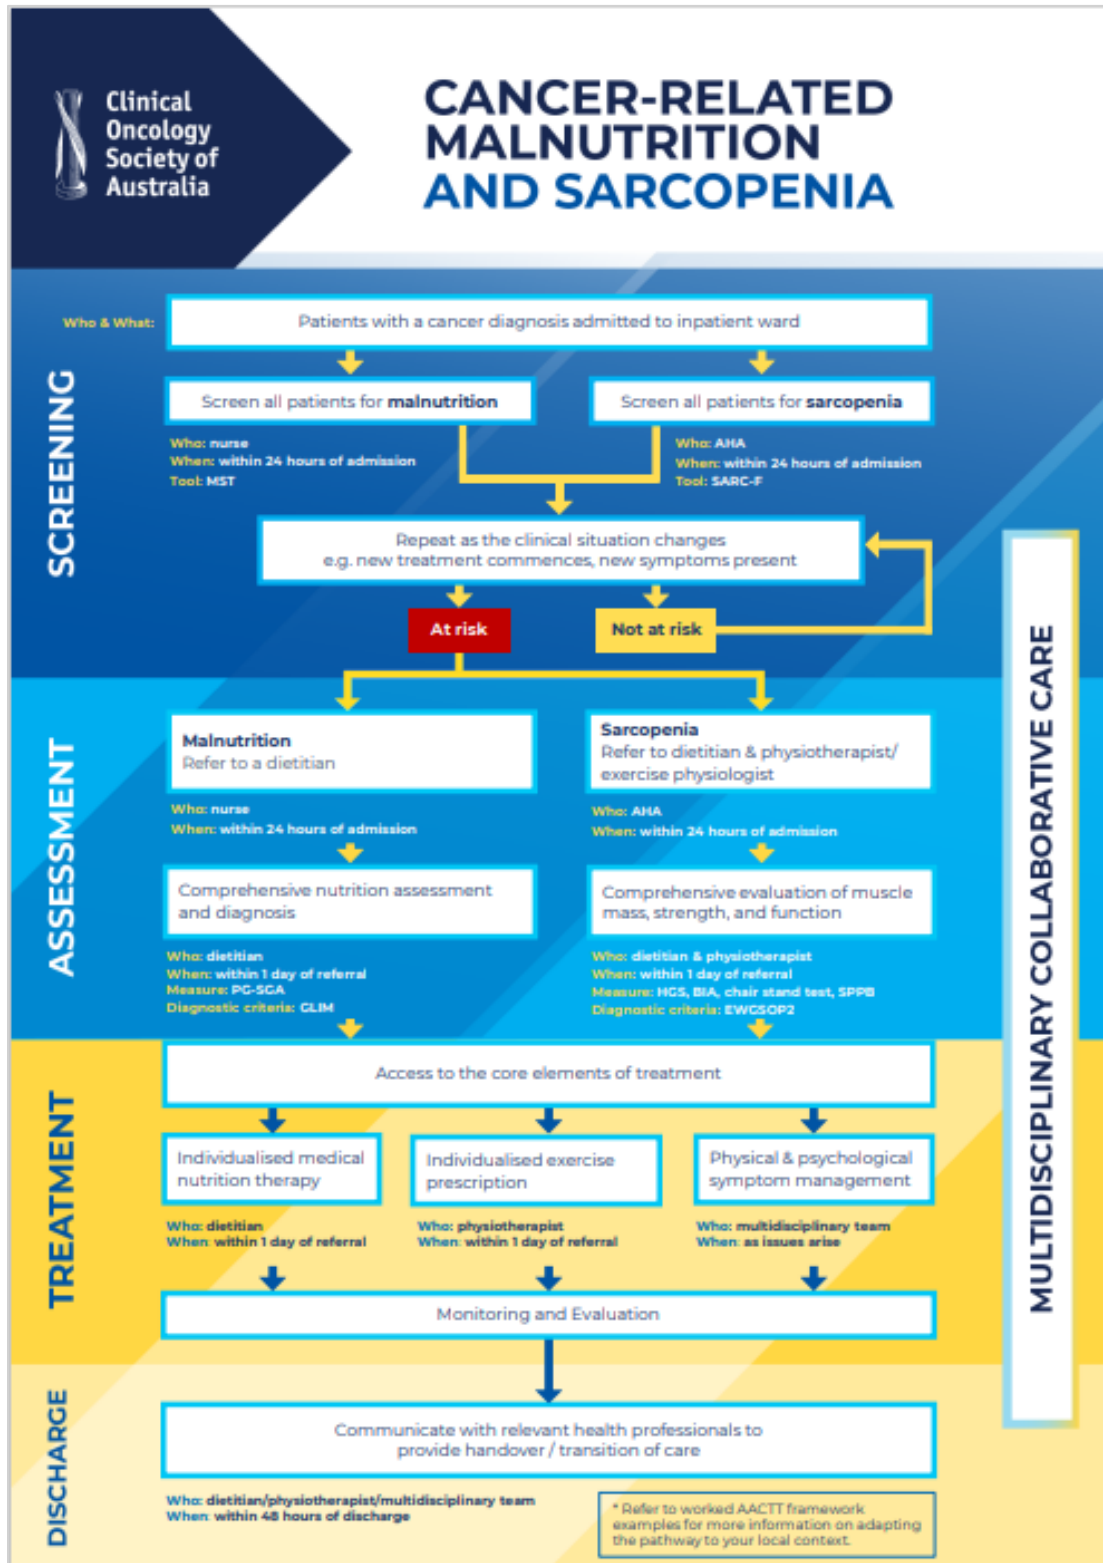 Clinical
Oncology
Society of
Australia
CANCER-RELATED
MALNUTRITION
AND SARCOPENIA
SCREENING
Who & What:
Patients with a cancer diagnosis admitted to inpatient ward
Screen all patients for malnutrition
Who: nurse
When: within 24 hours of admission
Tool: MST
Screen all patients for sarcopenia
Who: AHA
When: within 24 hours of admission
Tool: SARC-F
Repeat as the clinical situation changes
e.g. new treatment commences, new symptoms present
At risk
Not at risk
ASSESSMENT
Malnutrition
Refer to a dietitian
Who: nurse
When: within 24 hours of admission
Sarcopenia
Refer to dietitian & physiotherapist/
exercise physiologist
Who: AHA
When: within 24 hours of admission
Comprehensive nutrition assessment
and diagnosis
Who: dietitian
When: within 1 day of referral
Measure: PG-SGA
Diagnostic criteria: GLIM
Comprehensive evaluation of muscle
mass, strength, and function
Who: dietitian & physiotherapist
When: within 1 day of referral
Measure: HGS, BIA, chair stand test, SPPB
Diagnostic criteria: EWGSOP2
TREATMENT
Access to the core elements of treatment
Individualised medical
nutrition therapy
Who: dietitian
When: within 1 day of referral
Individualised exercise
prescription
Who: physiotherapist
When: within 1 day of referral
Physical & psychological
symptom management
Who: multidisciplinary team
When: as issues arise
Monitoring and Evaluation
DISCHARGE
Communicate with relevant health professionals to
provide handover / transition of care
Who: dietitian/physiotherapist/multidisciplinary team
When: within 48 hours of discharge
* Refer to worked AACTT framework
examples for more information on adapting
the pathway to your local context.
MULTIDISCIPLINARY COLLABORATIVE CARE